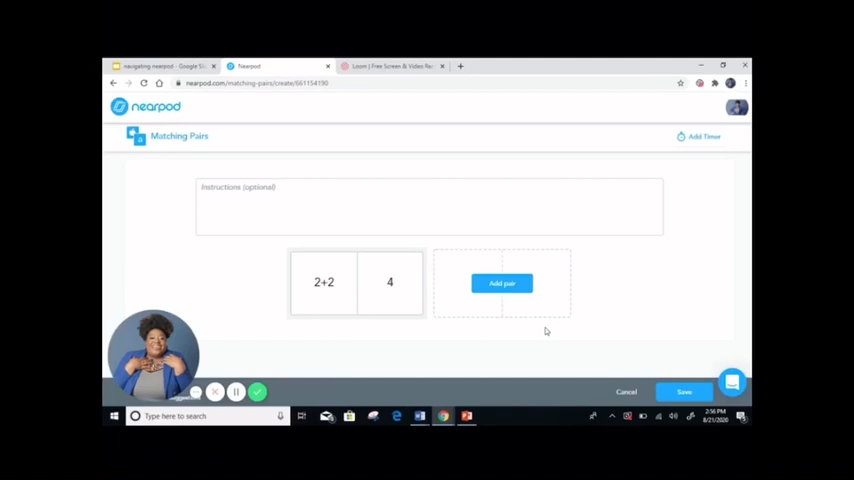 navigating nearpod - Google Sli
Nearpod
Loom | Free Screen & Video Re
nearpod.com/matching-pairs/create/661154190
nearpod
Matching Pairs
Add Timer
Instructions (optional)
2+2
4
Add pair
Cancel
Save
Type here to search
2:56 PM
8/21/2020